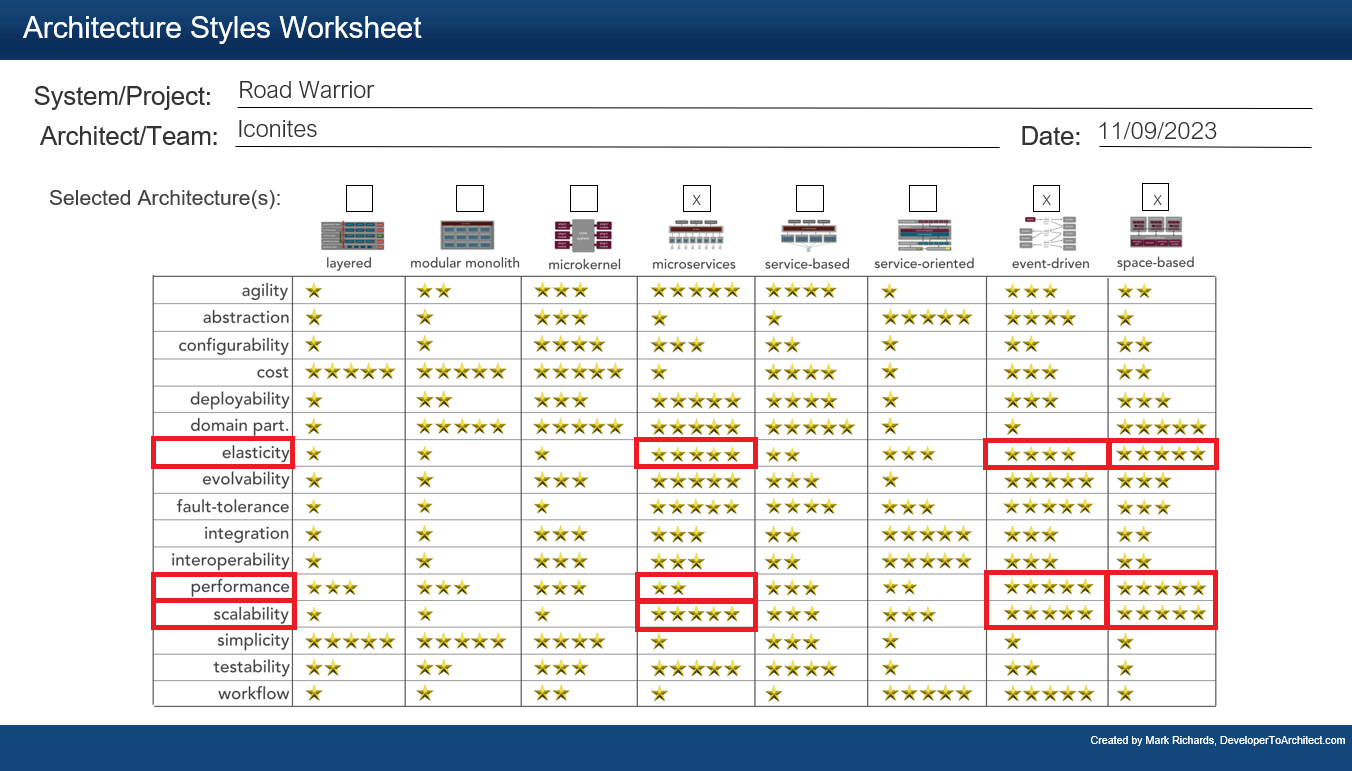 Architecture Styles Worksheet
System/Project: Road Warrior
Architect/Team: Iconites Date: 11/09/2023
Selected Architecture(s): X X X
layered modular monolith microkernel microservices service-based service-oriented event-driven space-based
agility
abstraction
configurability
cost
deployability
domain part.
elasticity
evolvability
fault-tolerance
integration
interoperability
performance
scalability
simplicity
testability
workflow
Created by Mark Richards, DeveloperToArchitect.com